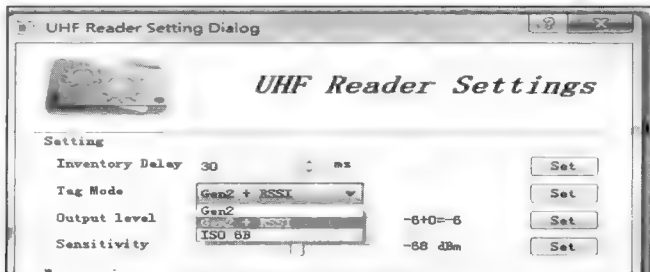 UHF Reader Setting Dialog
UHF Reader Settings
Setting
Inventory Delay 30 ms Set
Tag Mode Gen2 + RSSI Set
Gen2
Output level -6+0=-6 Set
Gen2 + RSSI
ISO 6B
Sensitivity -68 dBm Set